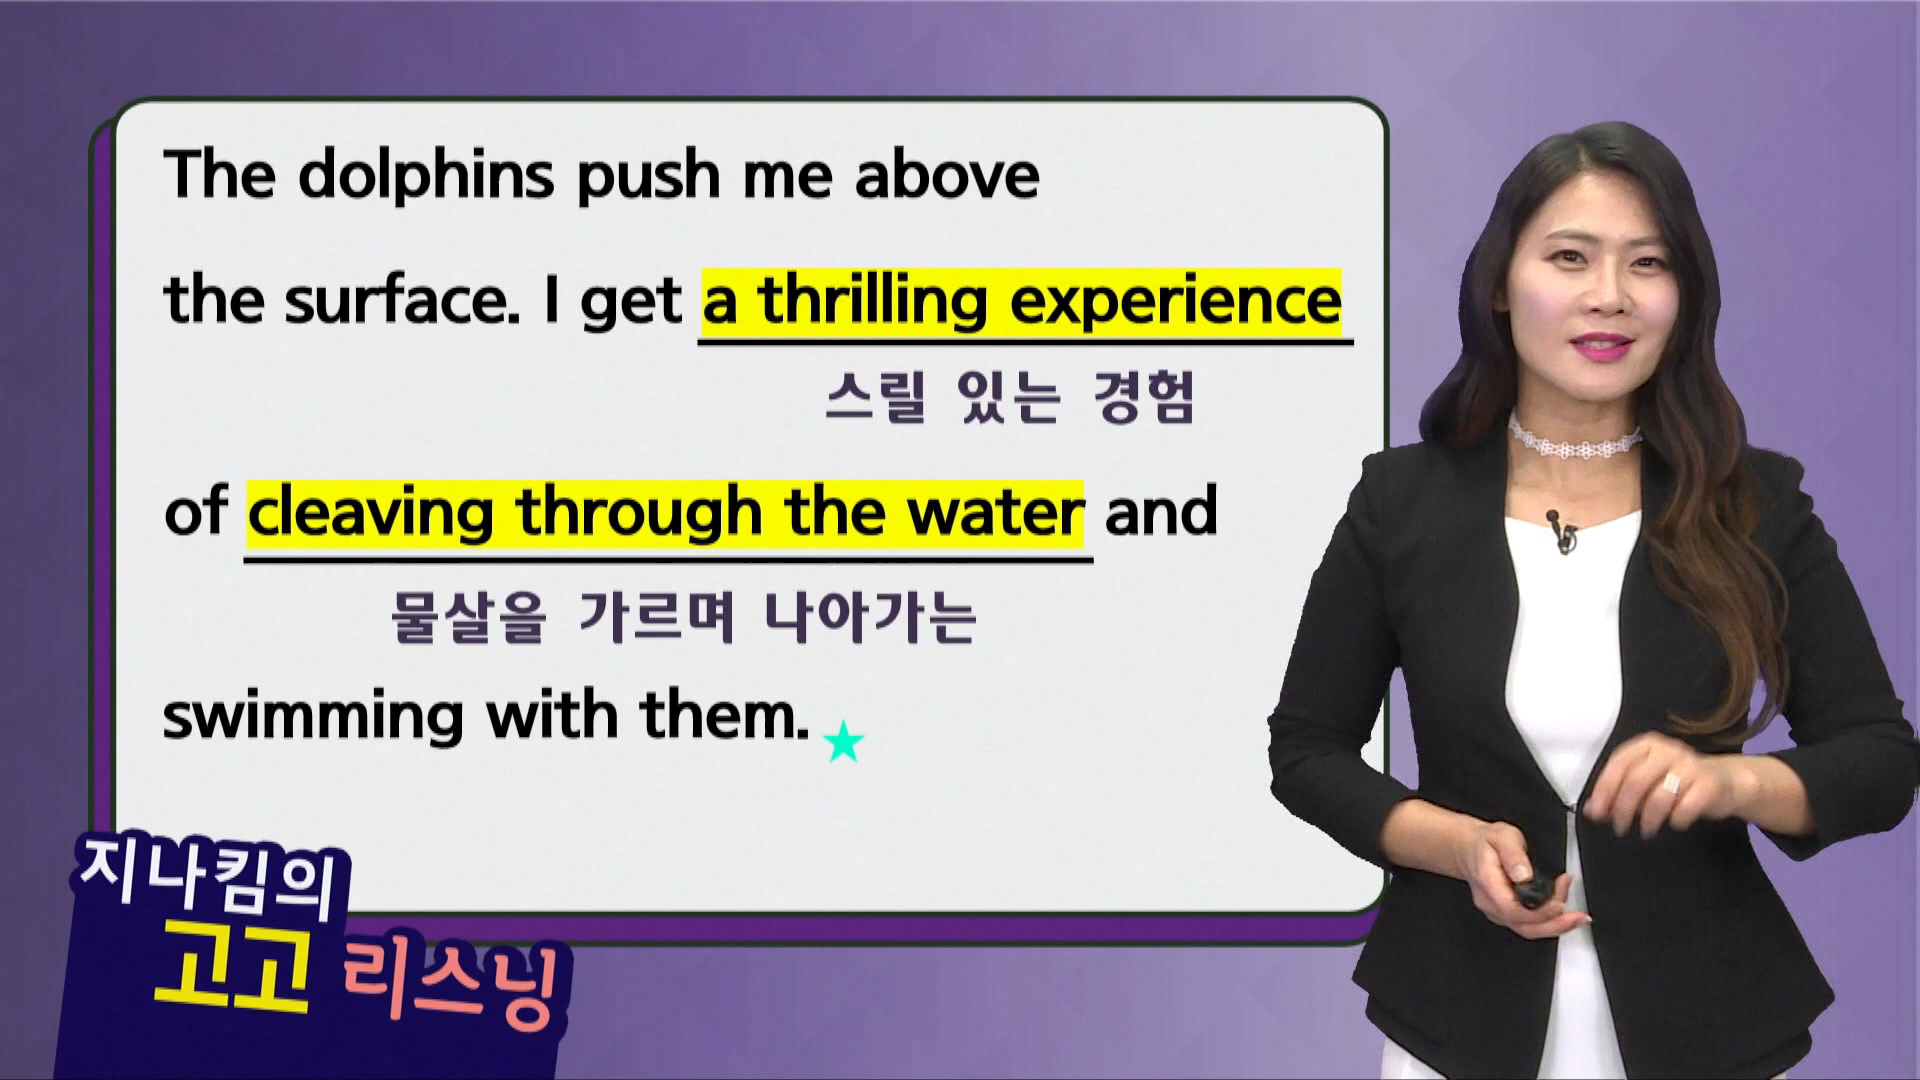 The dolphins push me above
the surface. I get a thrilling experience
스릴 있는 경험
of cleaving through the water and
물살을 가르며 나아가는
swimming with them.
지나킴의
고고 리스닝